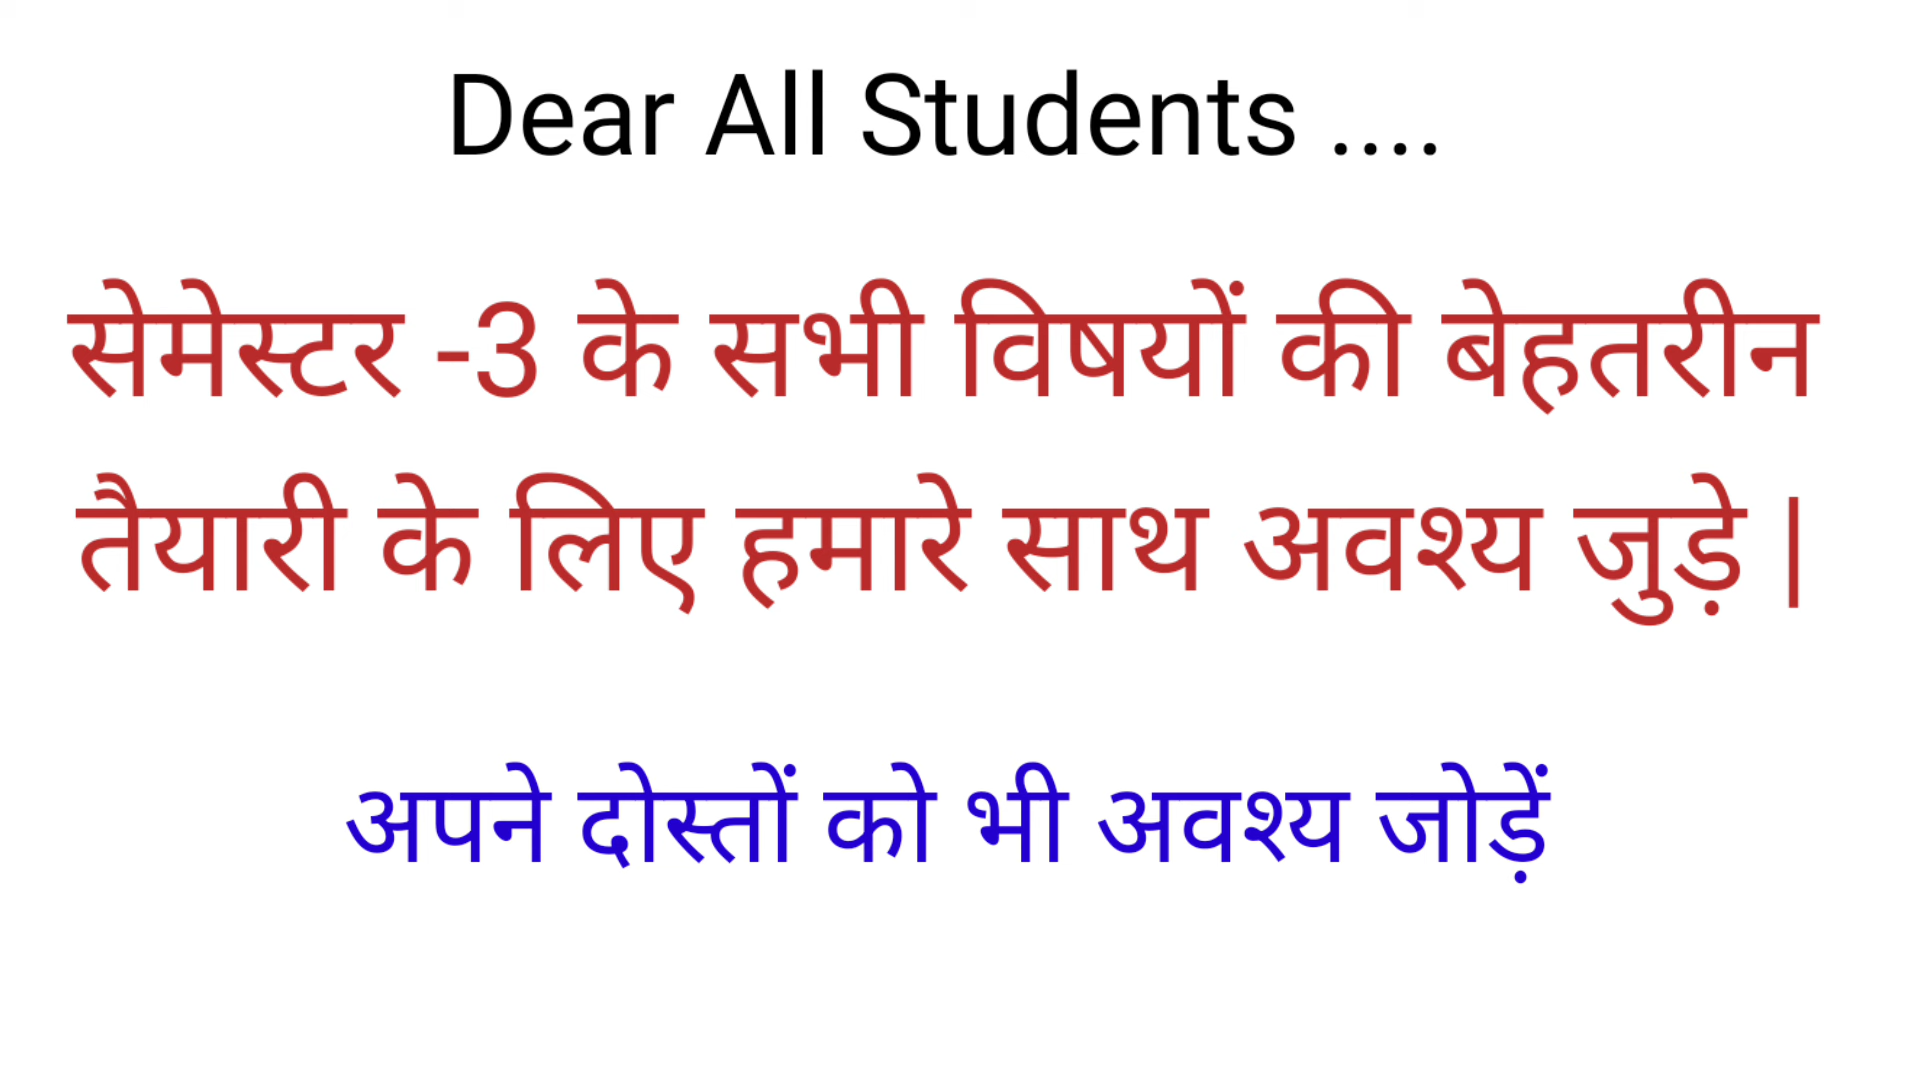 Dear All Students ....
सेमेस्टर -3 के सभी विषयों की बेहतरीन
तैयारी के लिए हमारे साथ अवश्य जुड़े |
अपने दोस्तों को भी अवश्य जोड़ें